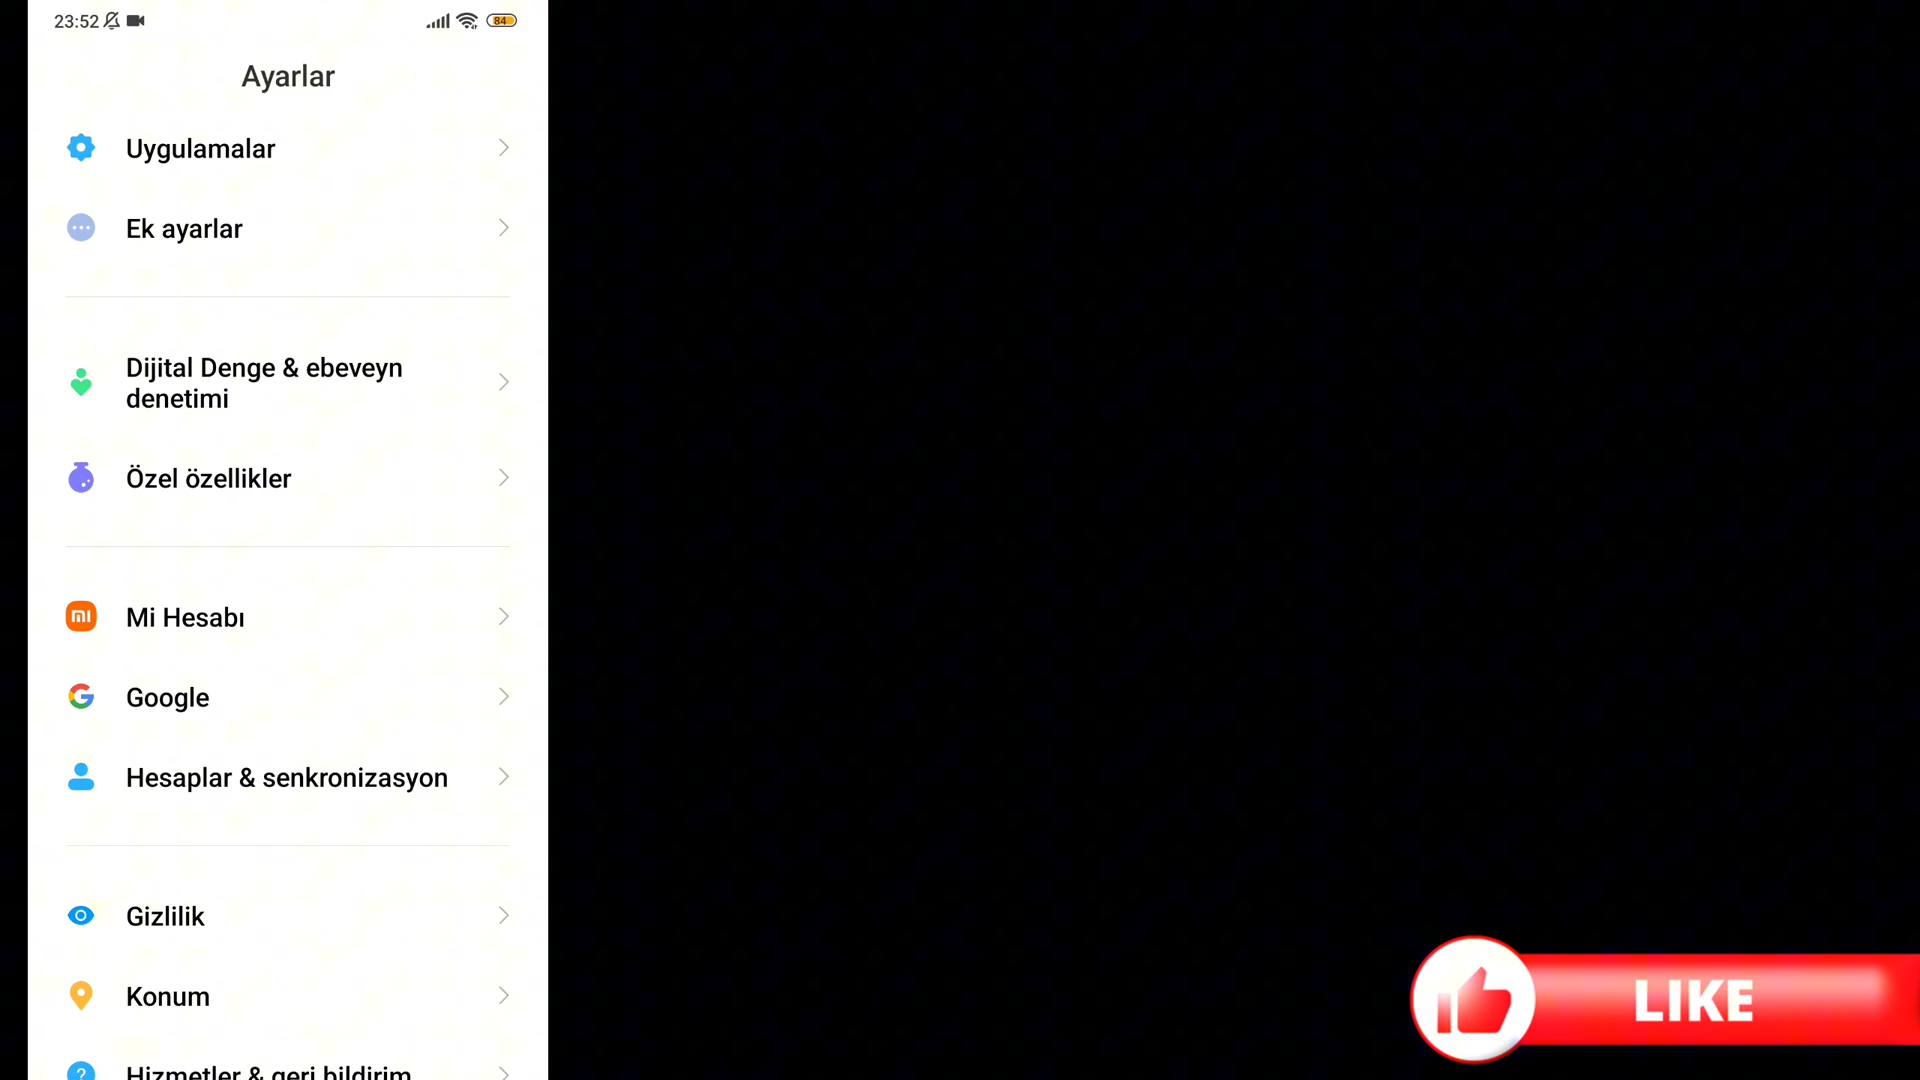 23:52
84
Ayarlar
Uygulamalar
Ek ayarlar
Dijital Denge & ebeveyn
denetimi
Özel özellikler
Mi Hesabı
Google
Hesaplar & senkronizasyon
Gizlilik
Konum
Hizmetler & geri bildirim
LIKE